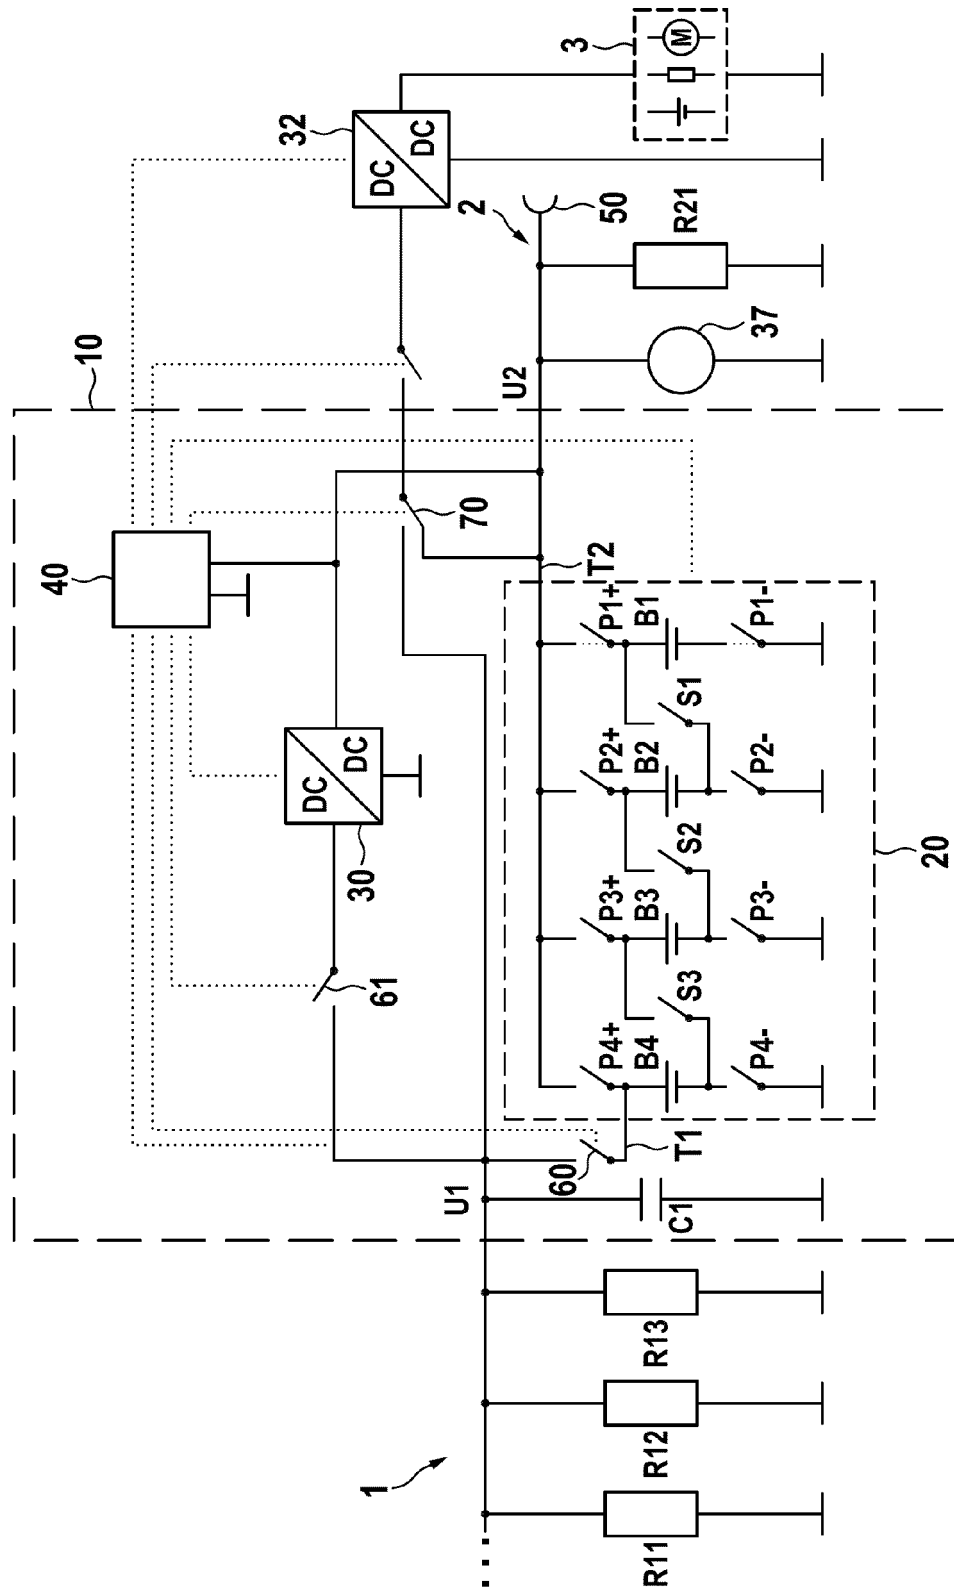 10
40
32
DC
DC
3
M
61
DC
DC
30
70
2
50
1
U1
U2
60
T1
T2
R11
R12
R13
C1
P4+
B4
P4-
S3
P3+
B3
P3-
S2
P2+
B2
P2-
S1
P1+
B1
P1-
20
37
R21